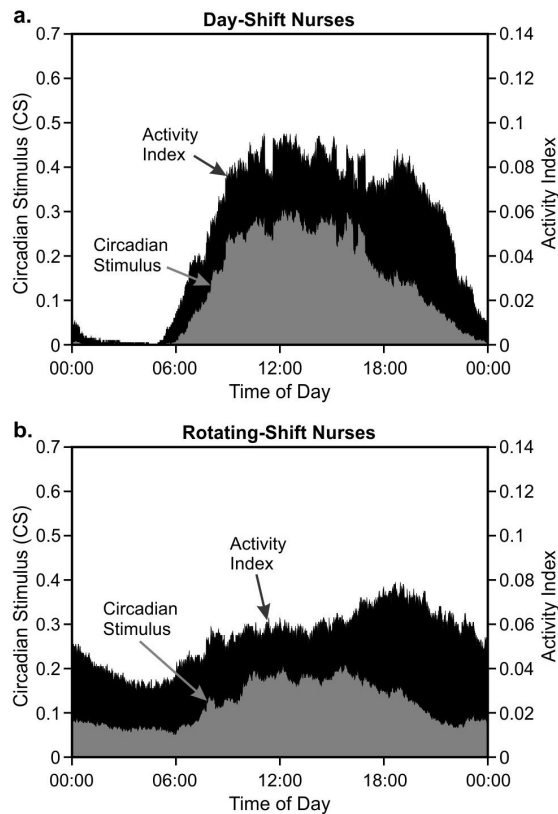 a.
Day-Shift Nurses
0.7
0.6
0.5
0.4
0.3
0.2
0.1
0
Circadian Stimulus (CS)
0.14
0.12
0.1
0.08
0.06
0.04
0.02
0
Activity Index
Activity
Index
Circadian
Stimulus
00:00
06:00
12:00
18:00
00:00
Time of Day
b.
Rotating-Shift Nurses
0.7
0.6
0.5
0.4
0.3
0.2
0.1
0
Circadian Stimulus (CS)
0.14
0.12
0.1
0.08
0.06
0.04
0.02
0
Activity Index
Activity
Index
Circadian
Stimulus
00:00
06:00
12:00
18:00
00:00
Time of Day